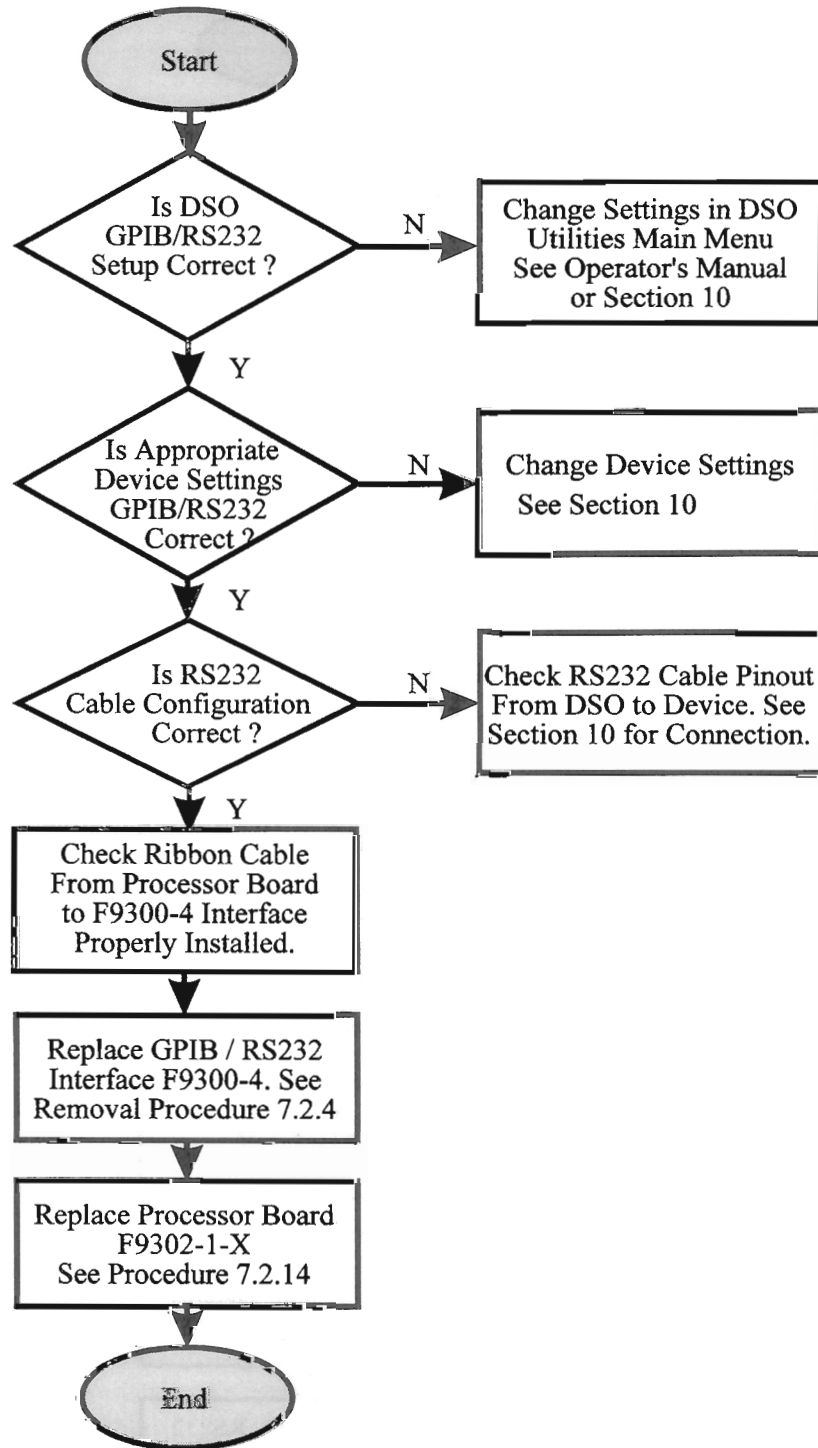 Start
Is DSO
GPIB/RS232
Setup Correct ?
N
Change Settings in DSO
Utilities Main Menu
See Operator's Manual
or Section 10
Y
Is Appropriate
Device Settings
GPIB/RS232
Correct ?
N
Change Device Settings
See Section 10
Y
Is RS232
Cable Configuration
Correct ?
N
Check RS232 Cable Pinout
From DSO to Device. See
Section 10 for Connection.
Y
Check Ribbon Cable
From Processor Board
to F9300-4 Interface
Properly Installed.
Replace GPIB / RS232
Interface F9300-4. See
Removal Procedure 7.2.4
Replace Processor Board
F9302-1-X
See Procedure 7.2.14
End